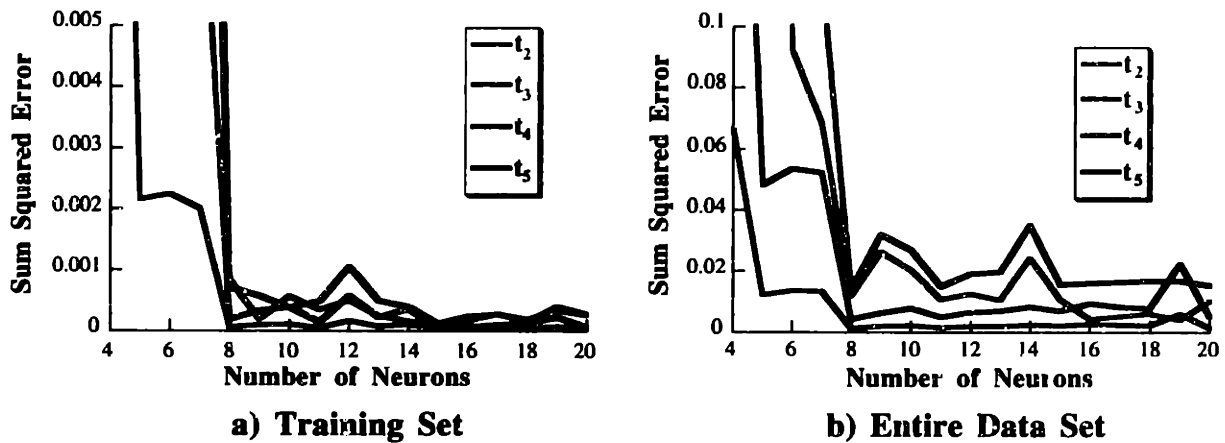 0.005
0.004
0.003
0.002
0.001
0
Sum Squared Error
t2
t3
t4
t5
4 6 8 10 12 14 16 18 20
Number of Neurons
a) Training Set
0.1
0.08
0.06
0.04
0.02
0
Sum Squared Error
t2
t3
t4
t5
4 6 8 10 12 14 16 18 20
Number of Neurons
b) Entire Data Set